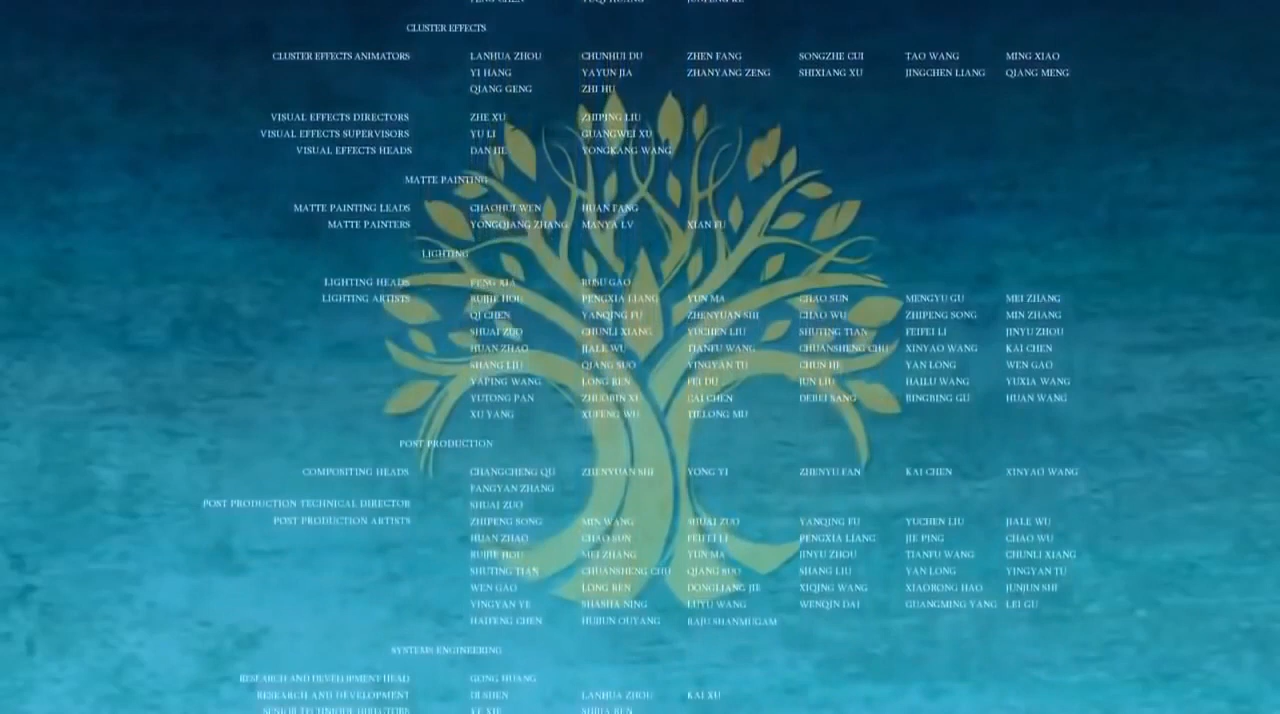 CLUSTER EFFECTS
CLUSTER EFFECTS ANIMATORS LANHUA ZHOU CHUNHUI DU ZHEN FANG SONGZHE CUI TAO WANG MING XIAO
YI HANG YAYUN JIA ZHANYANG ZENG SHIXIANG XU JINGCHEN LIANG QIANG MENG
QIANG GENG ZHI HU
VISUAL EFFECTS DIRECTORS ZHE XU ZHIPING LIU
VISUAL EFFECTS SUPERVISORS YU LI GUANGWEI XU
VISUAL EFFECTS HEADS DAN HE YONGKANG WANG
MATTE PAINTING
MATTE PAINTING LEADS CHAOHUI WEN HUAN FANG
MATTE PAINTERS YONGQIANG ZHANG MANYA LV XIAN FU
LIGHTING
LIGHTING HEADS FENG XIA RUSU GAO
LIGHTING ARTISTS RUIJIE HOU PENGXIA LIANG YUN MA CHAO SUN MENGYU GU MEI ZHANG
QI CHEN YANQING FU ZHENYUAN SHI CHAO WU ZHIPENG SONG MIN ZHANG
SHUAI ZUO CHUNLI XIANG YUCHEN LIU SHUTING TIAN FEIFEI LI JINYU ZHOU
HUAN ZHAO JIALE WU TIANFU WANG CHUANSHENG CHU XINYAO WANG KAI CHEN
SHANG LIU QIANG SUO YINGYAN TU CHUN HE YAN LONG WEN GAO
YAPING WANG LONG REN FEI DU JUN LIU HAILU WANG YUXIA WANG
YUTONG PAN ZHUOBIN XU CAI CHEN DEBEI SANG BINGBING GU HUAN WANG
XU YANG XUFENG WU TIELONG MU
POST PRODUCTION
COMPOSITING HEADS CHANGCHENG QU ZHENYUAN SHI YONG YI ZHENYU FAN KAI CHEN XINYAO WANG
FANGYAN ZHANG
POST PRODUCTION TECHNICAL DIRECTOR SHUAI ZUO
POST PRODUCTION ARTISTS ZHIPENG SONG MIN WANG SHUAI ZUO YANQING FU YUCHEN LIU JIALE WU
HUAN ZHAO CHAO SUN FEIFEI LI PENGXIA LIANG JIE PING CHAO WU
RUIJIE HOU MEI ZHANG YUN MA JINYU ZHOU TIANFU WANG CHUNLI XIANG
SHUTING TIAN CHUANSHENG CHU QIANG SUO SHANG LIU YAN LONG YINGYAN TU
WEN GAO LONG REN DONGLIANG JIE XIQING WANG XIAORONG HAO JUNJUN SHI
YINGYAN YE SHASHA NING LUYU WANG WENQIN DAI GUANGMING YANG LEI GU
HAIFENG CHEN HUIJUN OUYANG RAJU SHANMUGAM
SYSTEMS ENGINEERING
RESEARCH AND DEVELOPMENT HEAD GONG HUANG
RESEARCH AND DEVELOPMENT DI SHEN LANHUA ZHOU KAI XU
SENIOR TECHNIQUE DIRECTORS